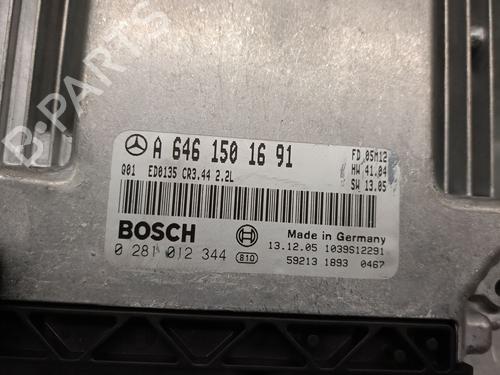 B-PARTS
A 646 150 16 91
FD 05M12
HW 41.04
SW 13.05
G01 ED0135 CR3.44 2.2L
BOSCH
Made in Germany
13.12.05 1039S12291
0 281 012 344 810
59213 1893 0467